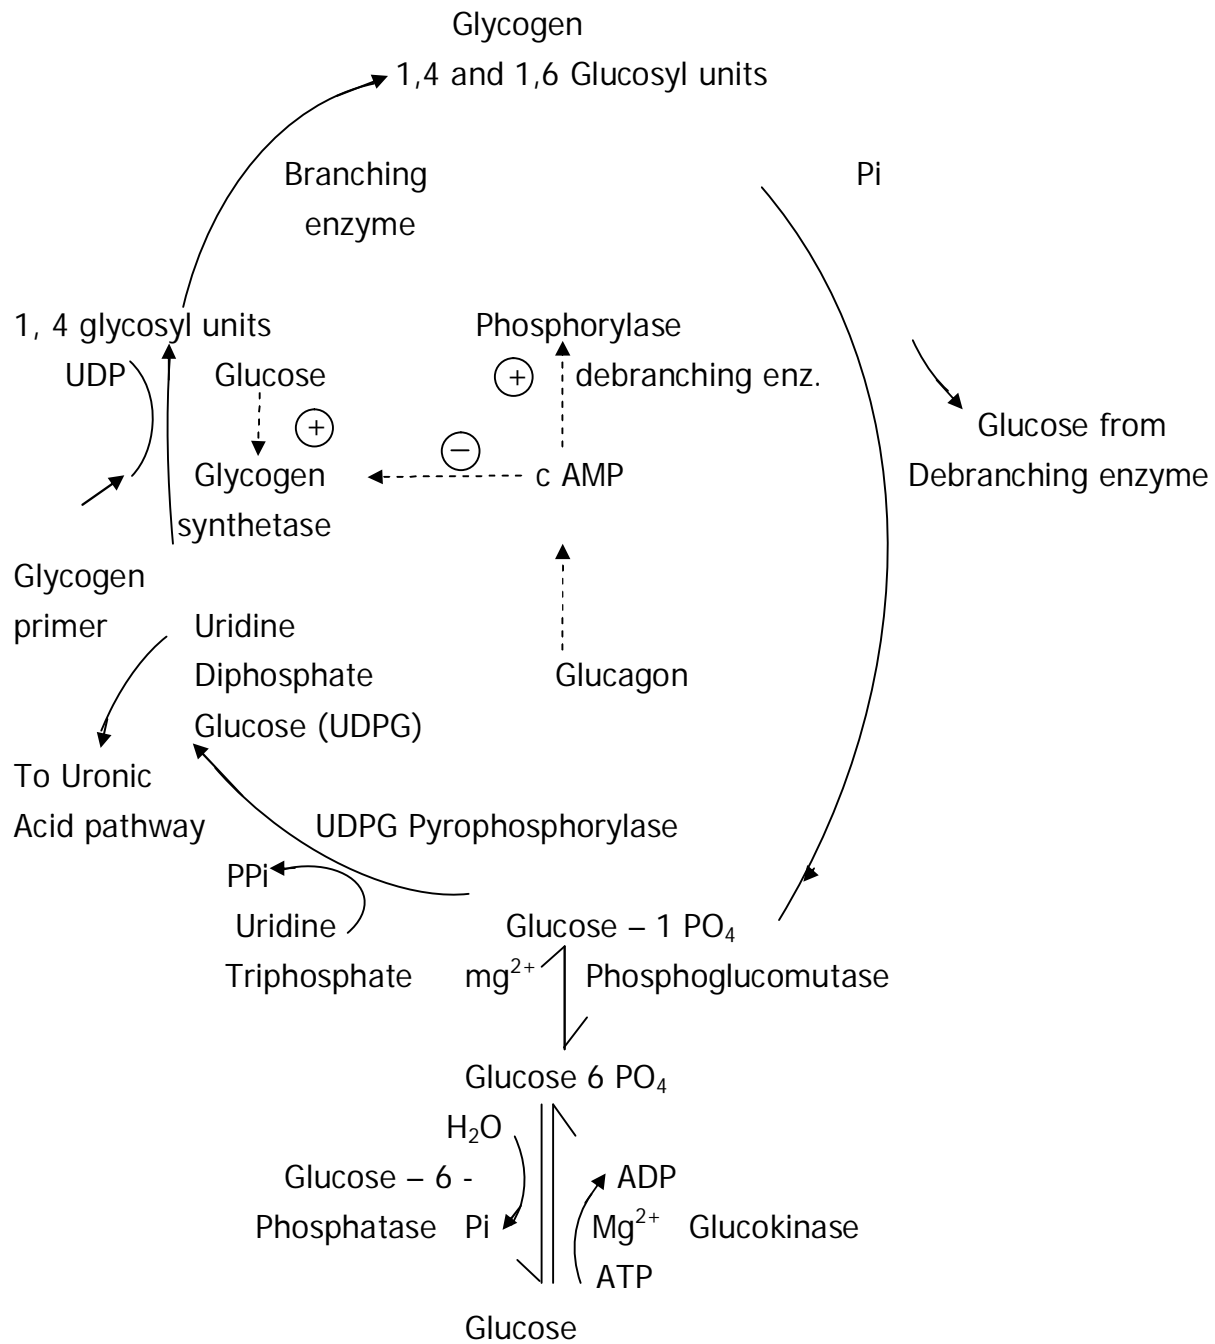 Glycogen
1,4 and 1,6 Glucosyl units
Branching
enzyme
Pi
1, 4 glycosyl units
Phosphorylase
UDP
Glucose
+
debranching enz.
+
−
Glucose from
Glycogen
c AMP
Debranching enzyme
synthetase
Glycogen
primer
Uridine
Diphosphate
Glucagon
Glucose (UDPG)
To Uronic
Acid pathway
UDPG Pyrophosphorylase
PPi
Uridine
Glucose – 1 PO₄
Triphosphate
mg²⁺
Phosphoglucomutase
Glucose 6 PO₄
H₂O
Glucose – 6 -
ADP
Phosphatase
Pi
Mg²⁺
Glucokinase
ATP
Glucose